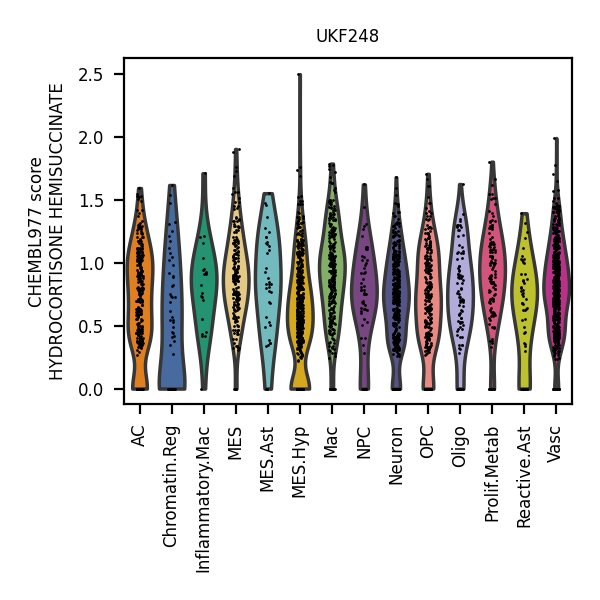 UKF248
CHEMBL977 score
HYDROCORTISONE HEMISUCCINATE
2.5
2.0
1.5
1.0
0.5
0.0
AC
Chromatin.Reg
Inflammatory.Mac
MES
MES.Ast
MES.Hyp
Mac
NPC
Neuron
OPC
Oligo
Prolif.Metab
Reactive.Ast
Vasc